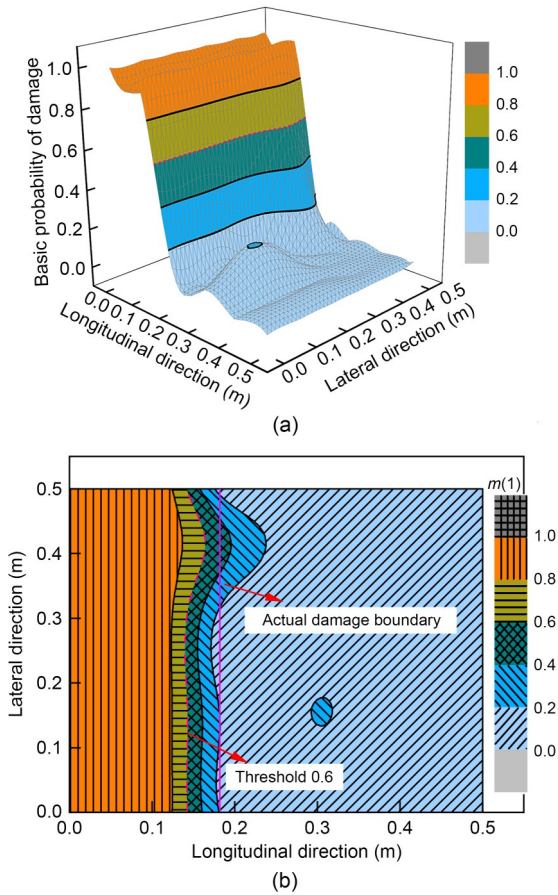 1.0
0.8
0.6
0.4
0.2
0.0
Basic probability of damage
0.0 0.1 0.2 0.3 0.4 0.5
Longitudinal direction (m)
0.0 0.1 0.2 0.3 0.4 0.5
Lateral direction (m)
1.0
0.8
0.6
0.4
0.2
0.0
(a)
0.5
0.4
0.3
0.2
0.1
0.0
Lateral direction (m)
Actual damage boundary
Threshold 0.6
m(1)
1.0
0.8
0.6
0.4
0.2
0.0
0.0 0.1 0.2 0.3 0.4 0.5
Longitudinal direction (m)
(b)